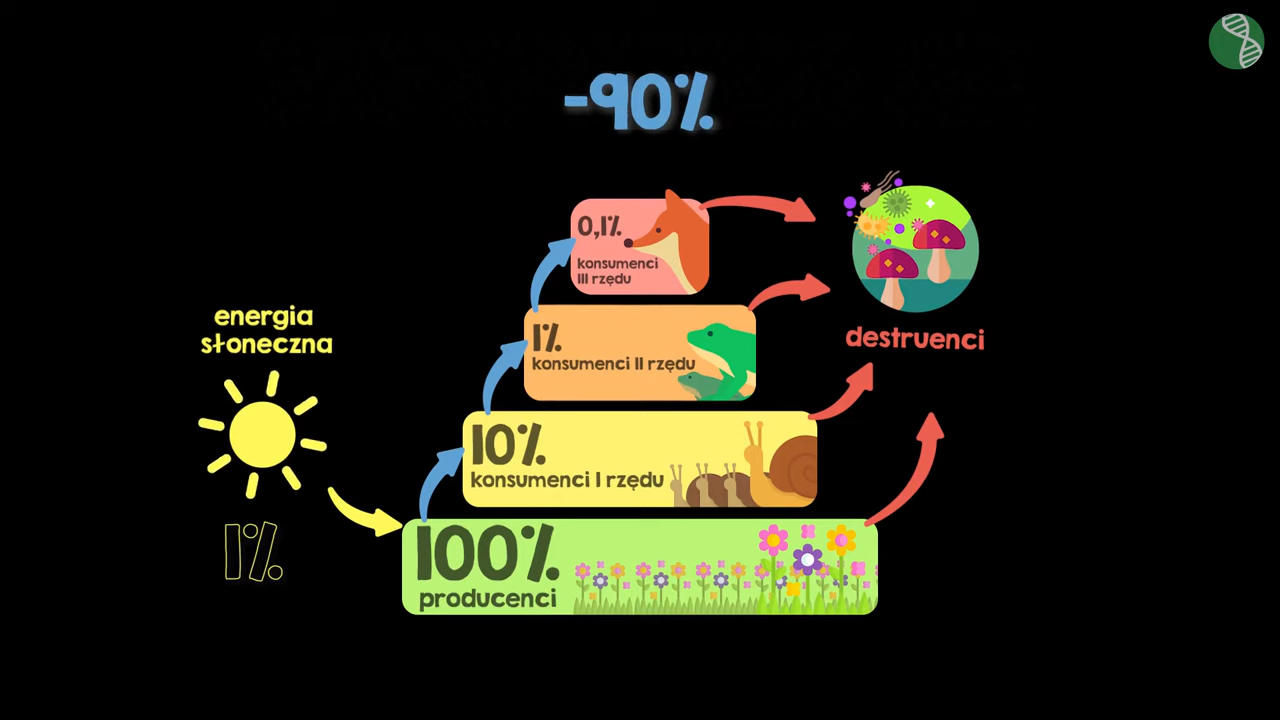 -90%
0,1%
konsumenci
III rzędu
energia
słoneczna
1%
konsumenci II rzędu
destruenci
10%
konsumenci I rzędu
1%
100%
producenci